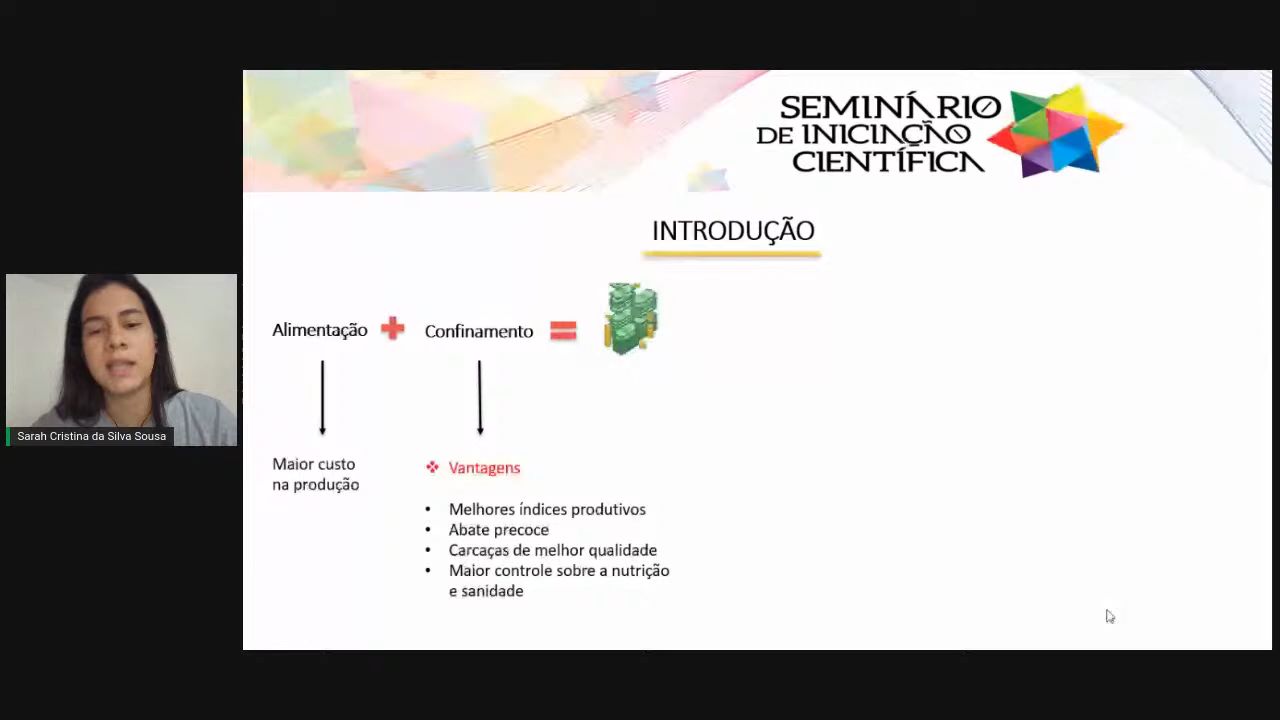 SEMINÁRIO
DE INICIAÇÃO
CIENTÍFICA
INTRODUÇÃO
Alimentação
Confinamento
Maior custo
na produção
Vantagens
• Melhores índices produtivos
• Abate precoce
• Carcaças de melhor qualidade
• Maior controle sobre a nutrição
e sanidade
Sarah Cristina da Silva Sousa